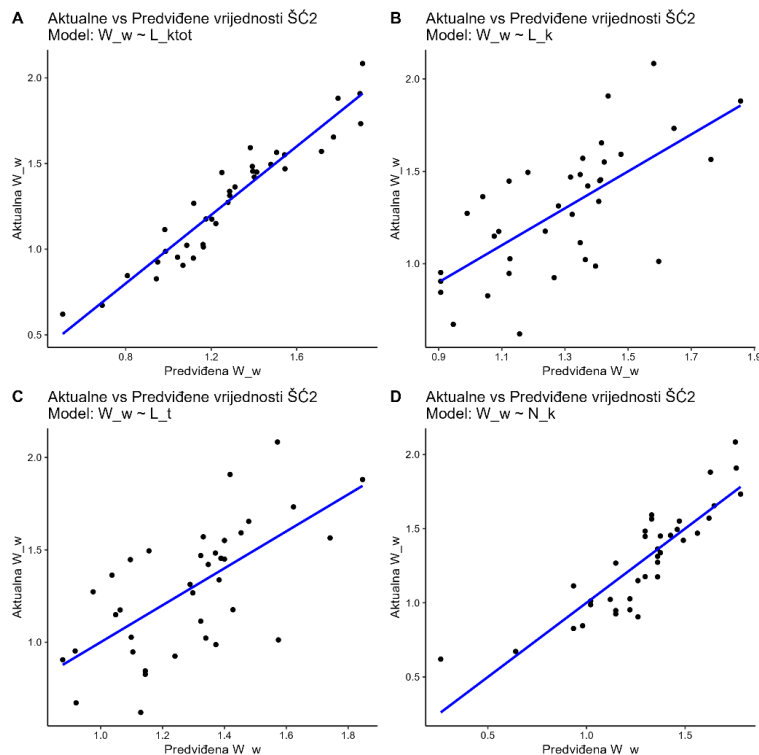 A
Aktualne vs Predviđene vrijednosti ŠĆ2
Model: W_w ~ L_ktot
2.0
1.5
1.0
0.5
Aktualna W_w
0.8
1.2
1.6
Predviđena W_w
B
Aktualne vs Predviđene vrijednosti ŠĆ2
Model: W_w ~ L_k
2.0
1.5
1.0
Aktualna W_w
0.9
1.1
1.3
1.5
1.7
1.9
Predviđena W_w
C
Aktualne vs Predviđene vrijednosti ŠĆ2
Model: W_w ~ L_t
2.0
1.5
1.0
Aktualna W_w
1.0
1.2
1.4
1.6
1.8
Predviđena W_w
D
Aktualne vs Predviđene vrijednosti ŠĆ2
Model: W_w ~ N_k
2.0
1.5
1.0
0.5
Aktualna W_w
0.5
1.0
1.5
Predviđena W_w